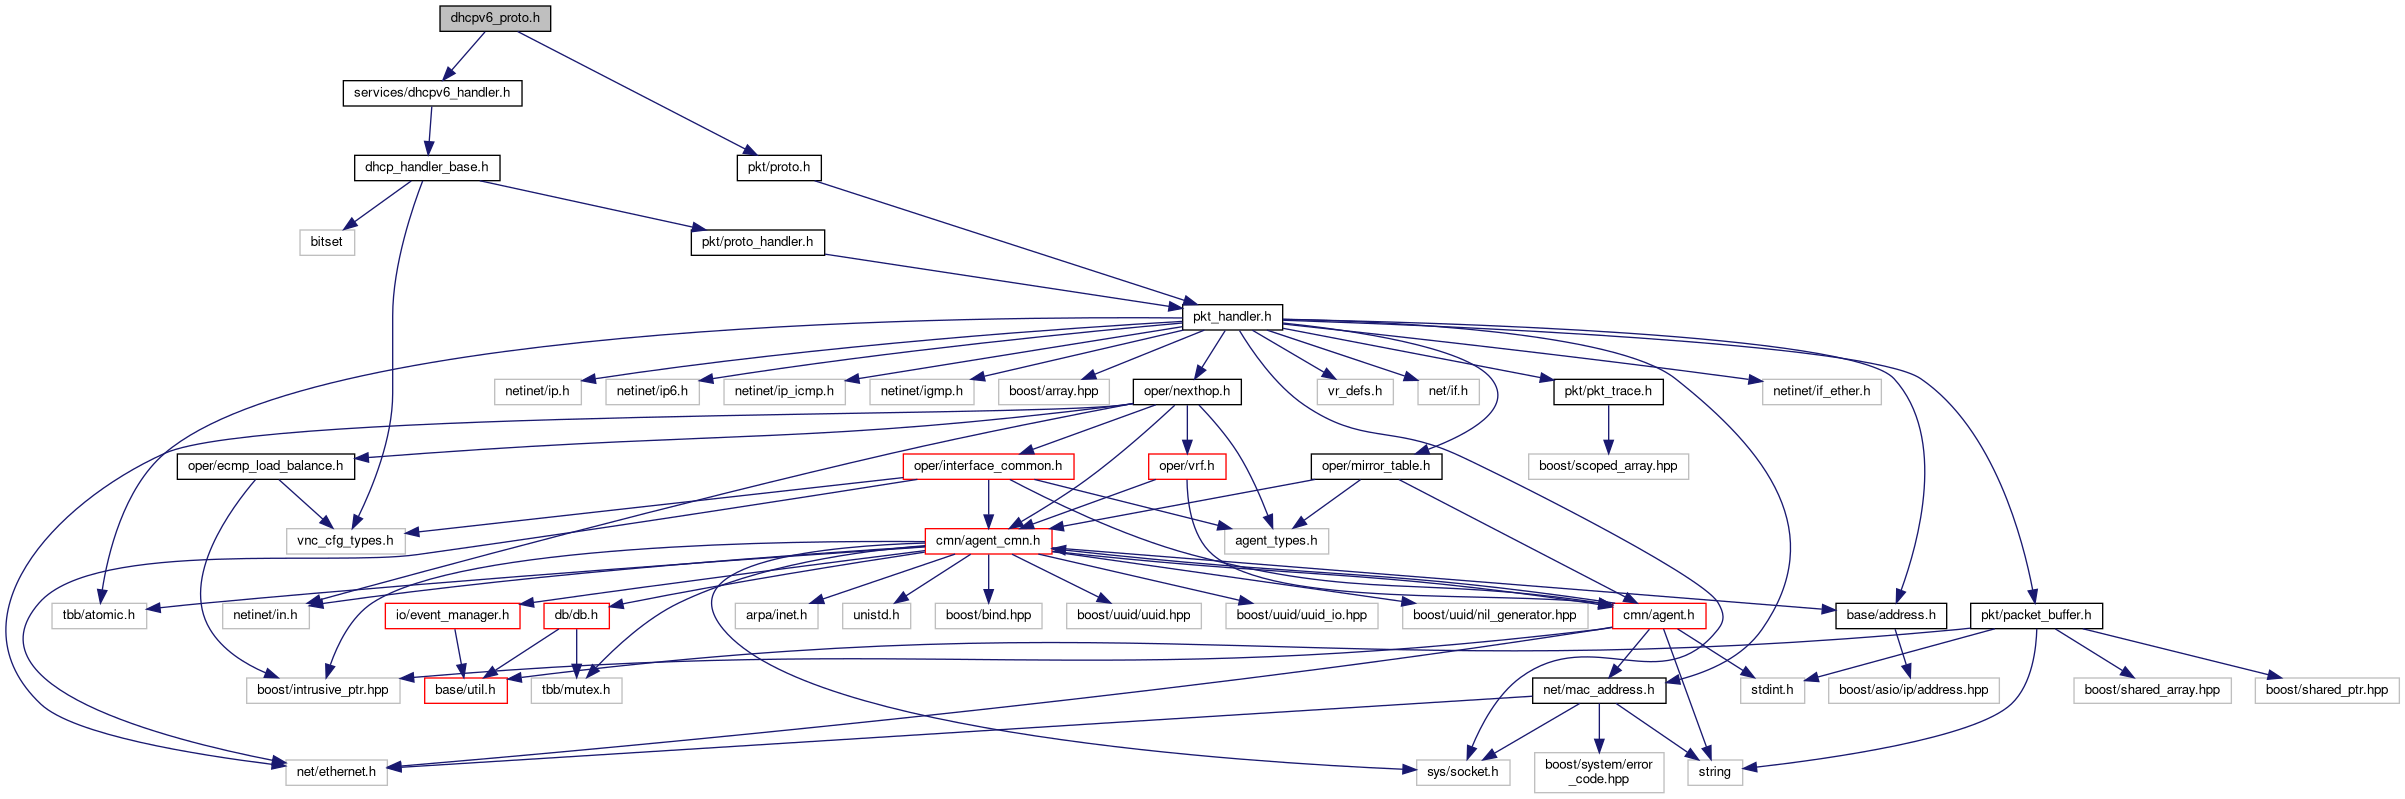 dhcpv6_proto.h
services/dhcpv6_handler.h
dhcp_handler_base.h
pkt/proto.h
bitset
pkt/proto_handler.h
pkt_handler.h
netinet/ip.h
netinet/ip6.h
netinet/ip_icmp.h
netinet/igmp.h
boost/array.hpp
oper/nexthop.h
vr_defs.h
net/if.h
pkt/pkt_trace.h
netinet/if_ether.h
oper/ecmp_load_balance.h
oper/interface_common.h
oper/vrf.h
oper/mirror_table.h
boost/scoped_array.hpp
vnc_cfg_types.h
cmn/agent_cmn.h
agent_types.h
tbb/atomic.h
netinet/in.h
io/event_manager.h
db/db.h
arpa/inet.h
unistd.h
boost/bind.hpp
boost/uuid/uuid.hpp
boost/uuid/uuid_io.hpp
boost/uuid/nil_generator.hpp
cmn/agent.h
base/address.h
pkt/packet_buffer.h
boost/intrusive_ptr.hpp
base/util.h
tbb/mutex.h
net/mac_address.h
stdint.h
boost/asio/ip/address.hpp
boost/shared_array.hpp
boost/shared_ptr.hpp
net/ethernet.h
sys/socket.h
boost/system/error
_code.hpp
string